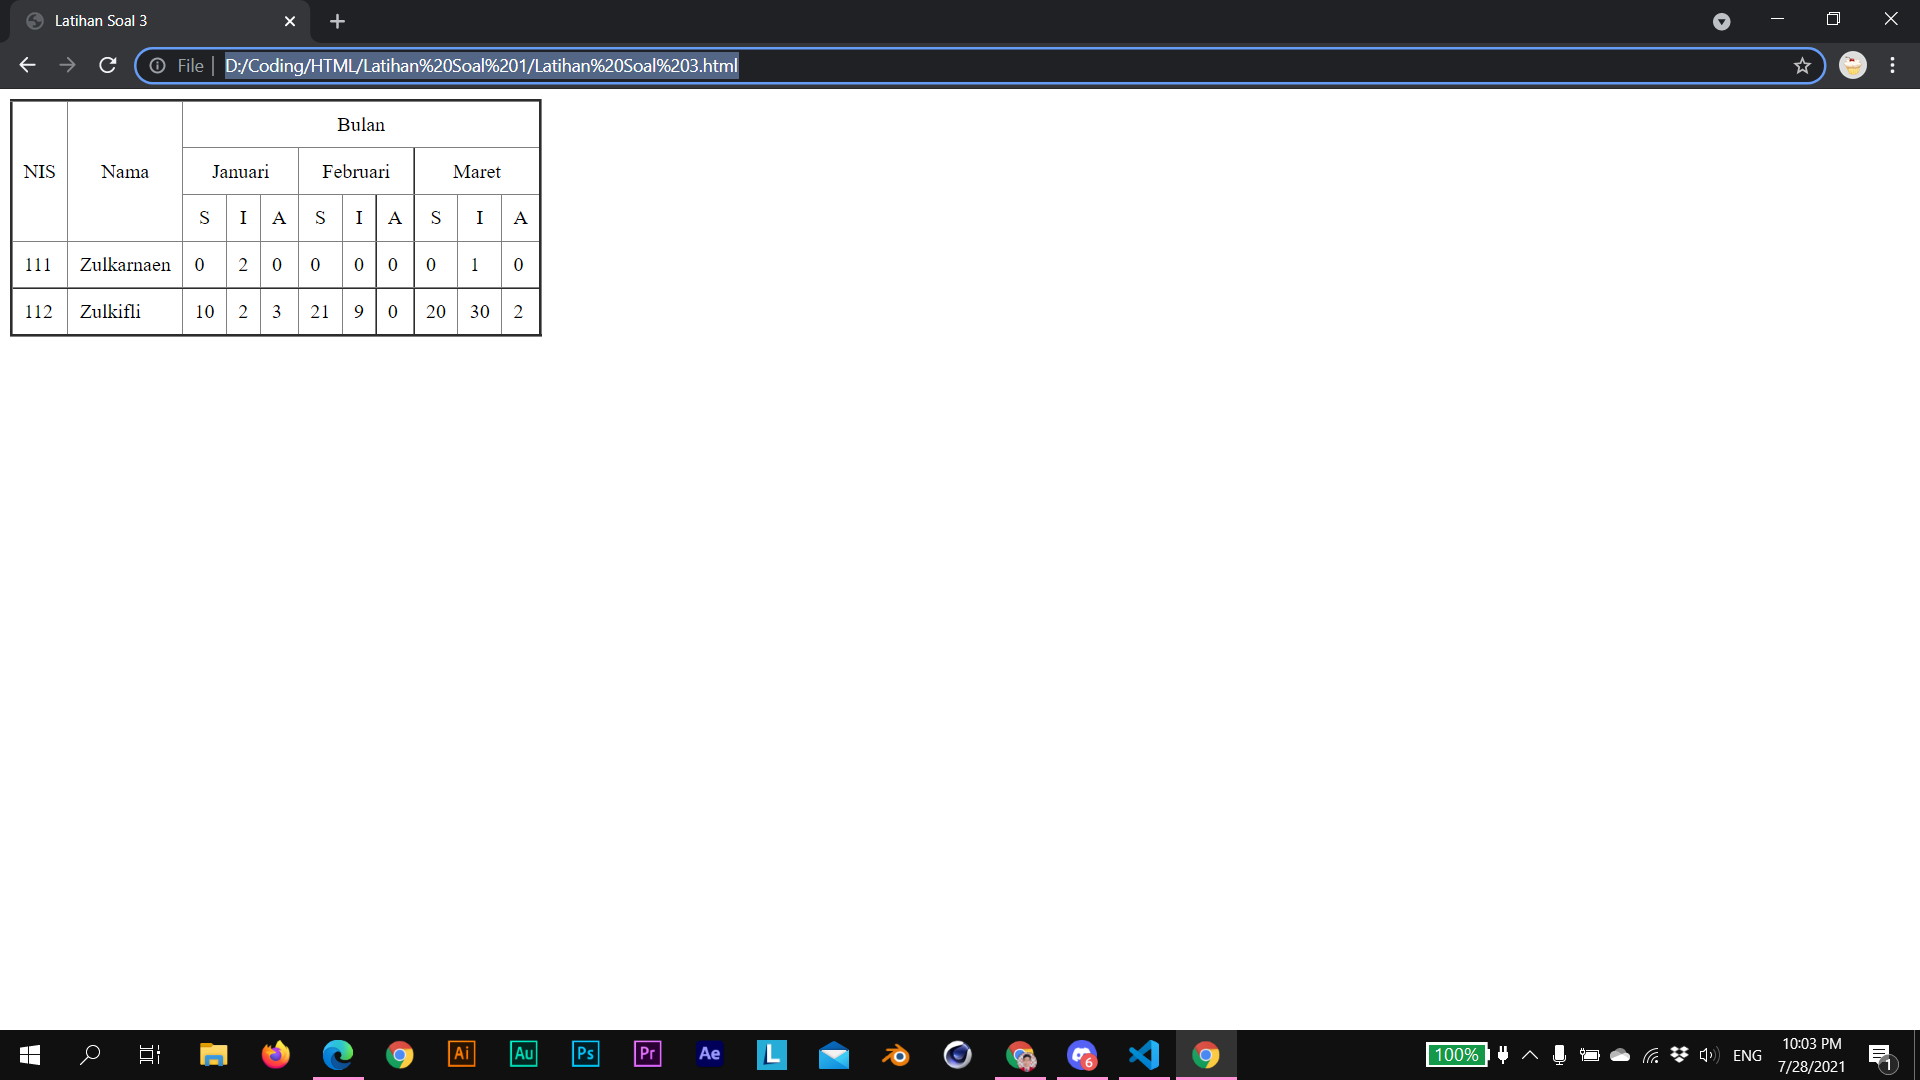 Latihan Soal 3
File | D:/Coding/HTML/Latihan%20Soal%201/Latihan%20Soal%203.html
Bulan
NIS Nama Januari Februari Maret
S I A S I A S I A
111 Zulkarnaen 0 2 0 0 0 0 0 1 0
112 Zulkifli 10 2 3 21 9 0 20 30 2
Ai Au Ps Pr Ae L 6 100% ENG 10:03 PM
7/28/2021 1